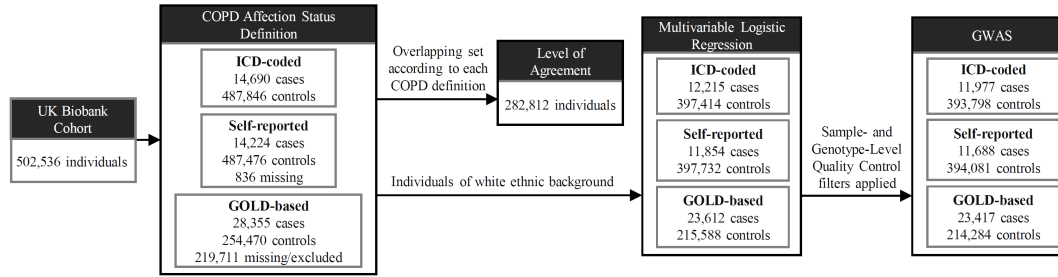 UK Biobank
Cohort
502,536 individuals
COPD Affection Status
Definition
ICD-coded
14,690 cases
487,846 controls
Self-reported
14,224 cases
487,476 controls
836 missing
GOLD-based
28,355 cases
254,470 controls
219,711 missing/excluded
Overlapping set
according to each
COPD definition
Level of
Agreement
282,812 individuals
Individuals of white ethnic background
Multivariable Logistic
Regression
ICD-coded
12,215 cases
397,414 controls
Self-reported
11,854 cases
397,732 controls
GOLD-based
23,612 cases
215,588 controls
Sample- and
Genotype-Level
Quality Control
filters applied
GWAS
ICD-coded
11,977 cases
393,798 controls
Self-reported
11,688 cases
394,081 controls
GOLD-based
23,417 cases
214,284 controls